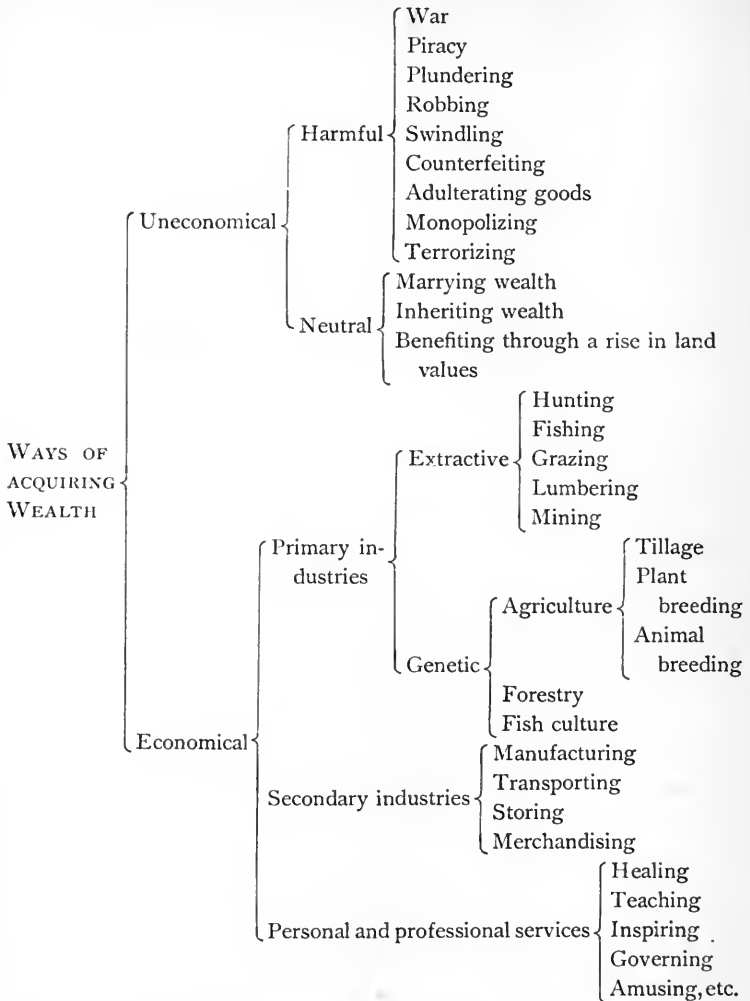 War
Piracy
Plundering
Robbing
Harmful
Swindling
Counterfeiting
Adulterating goods
Monopolizing
Terrorizing
Uneconomical
Marrying wealth
Inheriting wealth
Neutral
Benefiting through a rise in land
values
WAYS OF
ACQUIRING
WEALTH
Hunting
Fishing
Extractive
Grazing
Lumbering
Mining
Primary in-
dustries
Tillage
Plant
breeding
Agriculture
Animal
breeding
Genetic
Forestry
Fish culture
Economical
Manufacturing
Transporting
Secondary industries
Storing
Merchandising
Healing
Teaching
Personal and professional services
Inspiring
Governing
Amusing, etc.